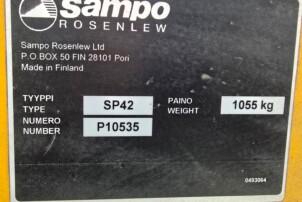 sampo
ROSENLEW
Sampo Rosenlew Ltd
P.O BOX 50 FIN 28101 Pori
Made in Finland
TYYPPI
TYPE
SP42
PAINO
WEIGHT
1055 kg
NUMERO
NUMBER
P10535
0493064